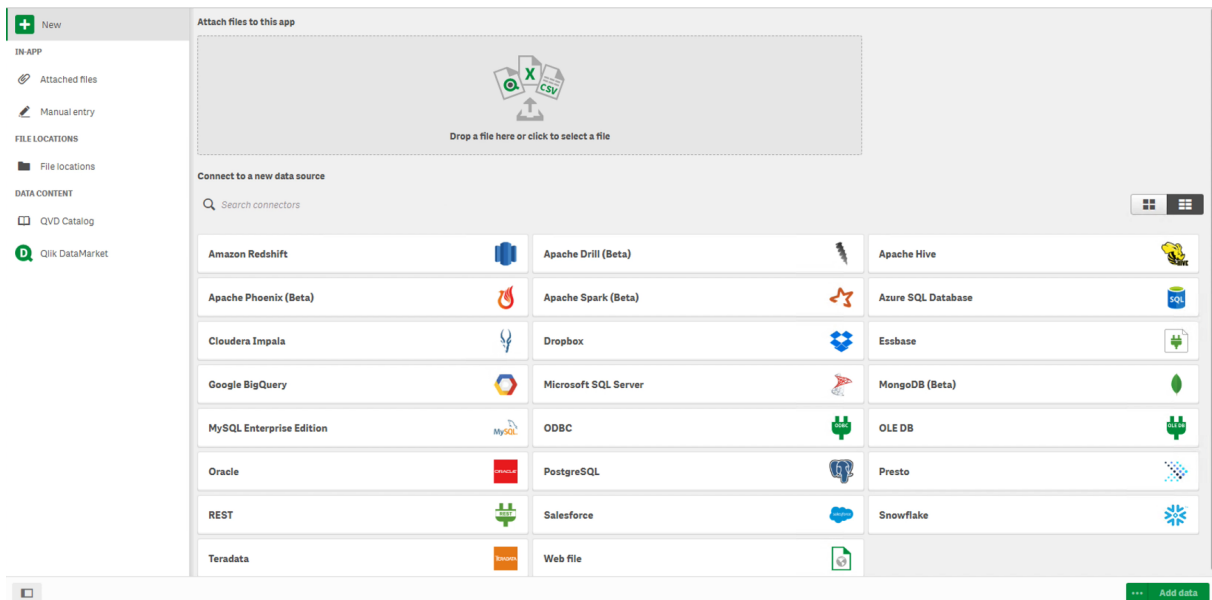 New
IN-APP
Attached files
Manual entry
FILE LOCATIONS
File locations
DATA CONTENT
QVD Catalog
D
Qlik DataMarket
Attach files to this app
X
CSV
Drop a file here or click to select a file
Connect to a new data source
Search connectors
Amazon Redshift
Apache Drill (Beta)
Apache Hive
HIVE
Apache Phoenix (Beta)
Apache Spark (Beta)
Azure SQL Database
SQL
Cloudera Impala
Dropbox
Essbase
Google BigQuery
Microsoft SQL Server
MongoDB (Beta)
MySQL Enterprise Edition
MySQL
ODBC
ODBC
OLE DB
OLE DB
Oracle
ORACLE
PostgreSQL
Presto
REST
REST
Salesforce
salesforce
Snowflake
Teradata
TERADATA
Web file
Add data